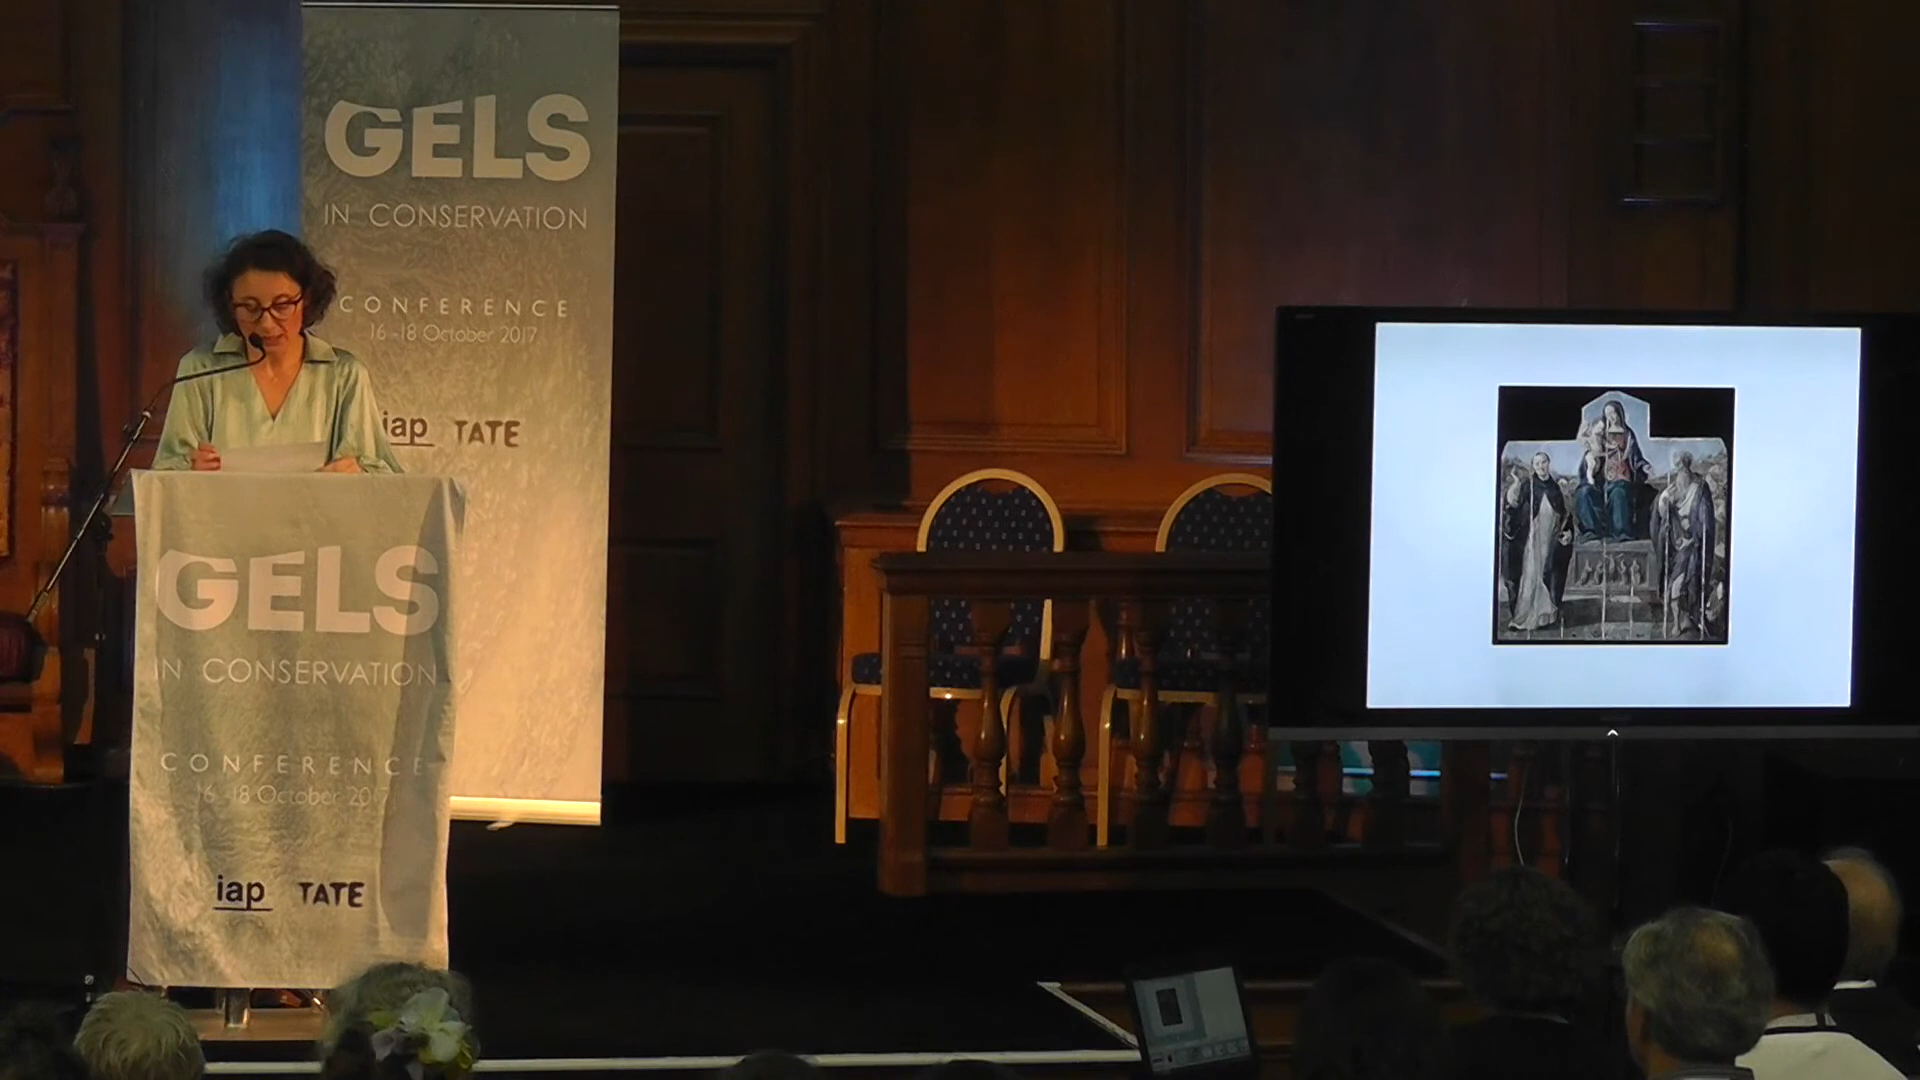 GELS
IN CONSERVATION
CONFERENCE
16-18 October 2017
iap TATE
GELS
IN CONSERVATION
CONFERENCE
16-18 October 2017
iap TATE